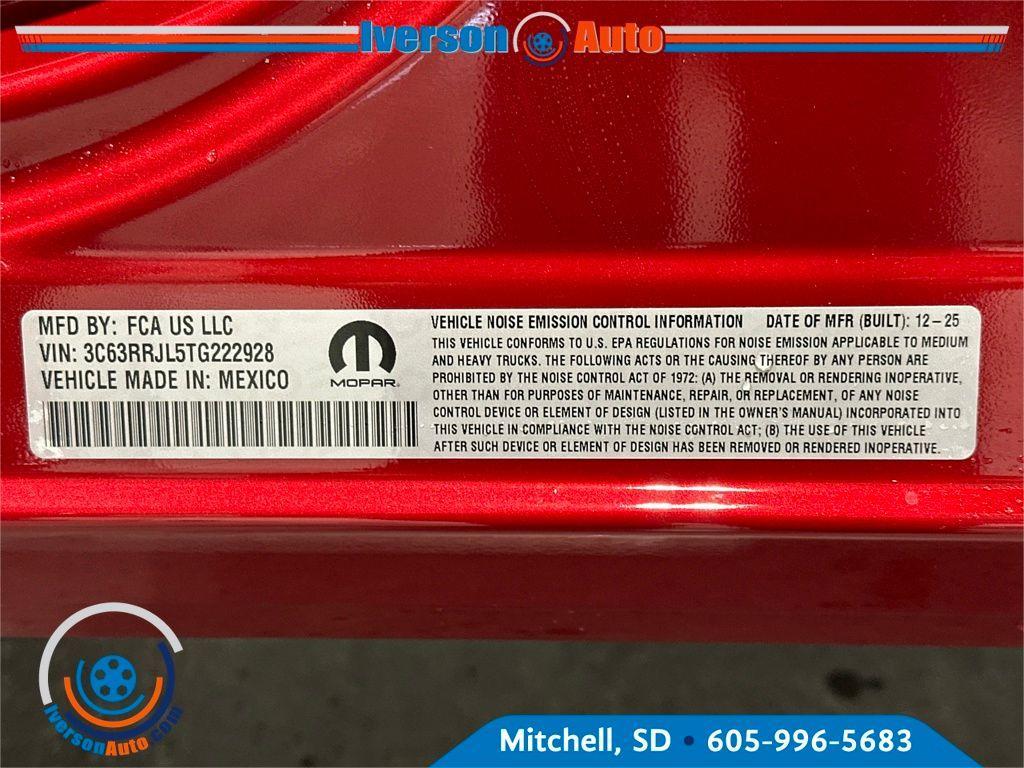 Iverson Auto
MFD BY: FCA US LLC
VIN: 3C63RRJL5TG222928
VEHICLE MADE IN: MEXICO
MOPAR®
VEHICLE NOISE EMISSION CONTROL INFORMATION DATE OF MFR (BUILT): 12-25
THIS VEHICLE CONFORMS TO U.S. EPA REGULATIONS FOR NOISE EMISSION APPLICABLE TO MEDIUM
AND HEAVY TRUCKS. THE FOLLOWING ACTS OR THE CAUSING THEREOF BY ANY PERSON ARE
PROHIBITED BY THE NOISE CONTROL ACT OF 1972: (A) THE REMOVAL OR RENDERING INOPERATIVE,
OTHER THAN FOR PURPOSES OF MAINTENANCE, REPAIR, OR REPLACEMENT, OF ANY NOISE
CONTROL DEVICE OR ELEMENT OF DESIGN (LISTED IN THE OWNER'S MANUAL) INCORPORATED INTO
THIS VEHICLE IN COMPLIANCE WITH THE NOISE CONTROL ACT; (B) THE USE OF THIS VEHICLE
AFTER SUCH DEVICE OR ELEMENT OF DESIGN HAS BEEN REMOVED OR RENDERED INOPERATIVE.
IversonAuto.com
Mitchell, SD • 605-996-5683